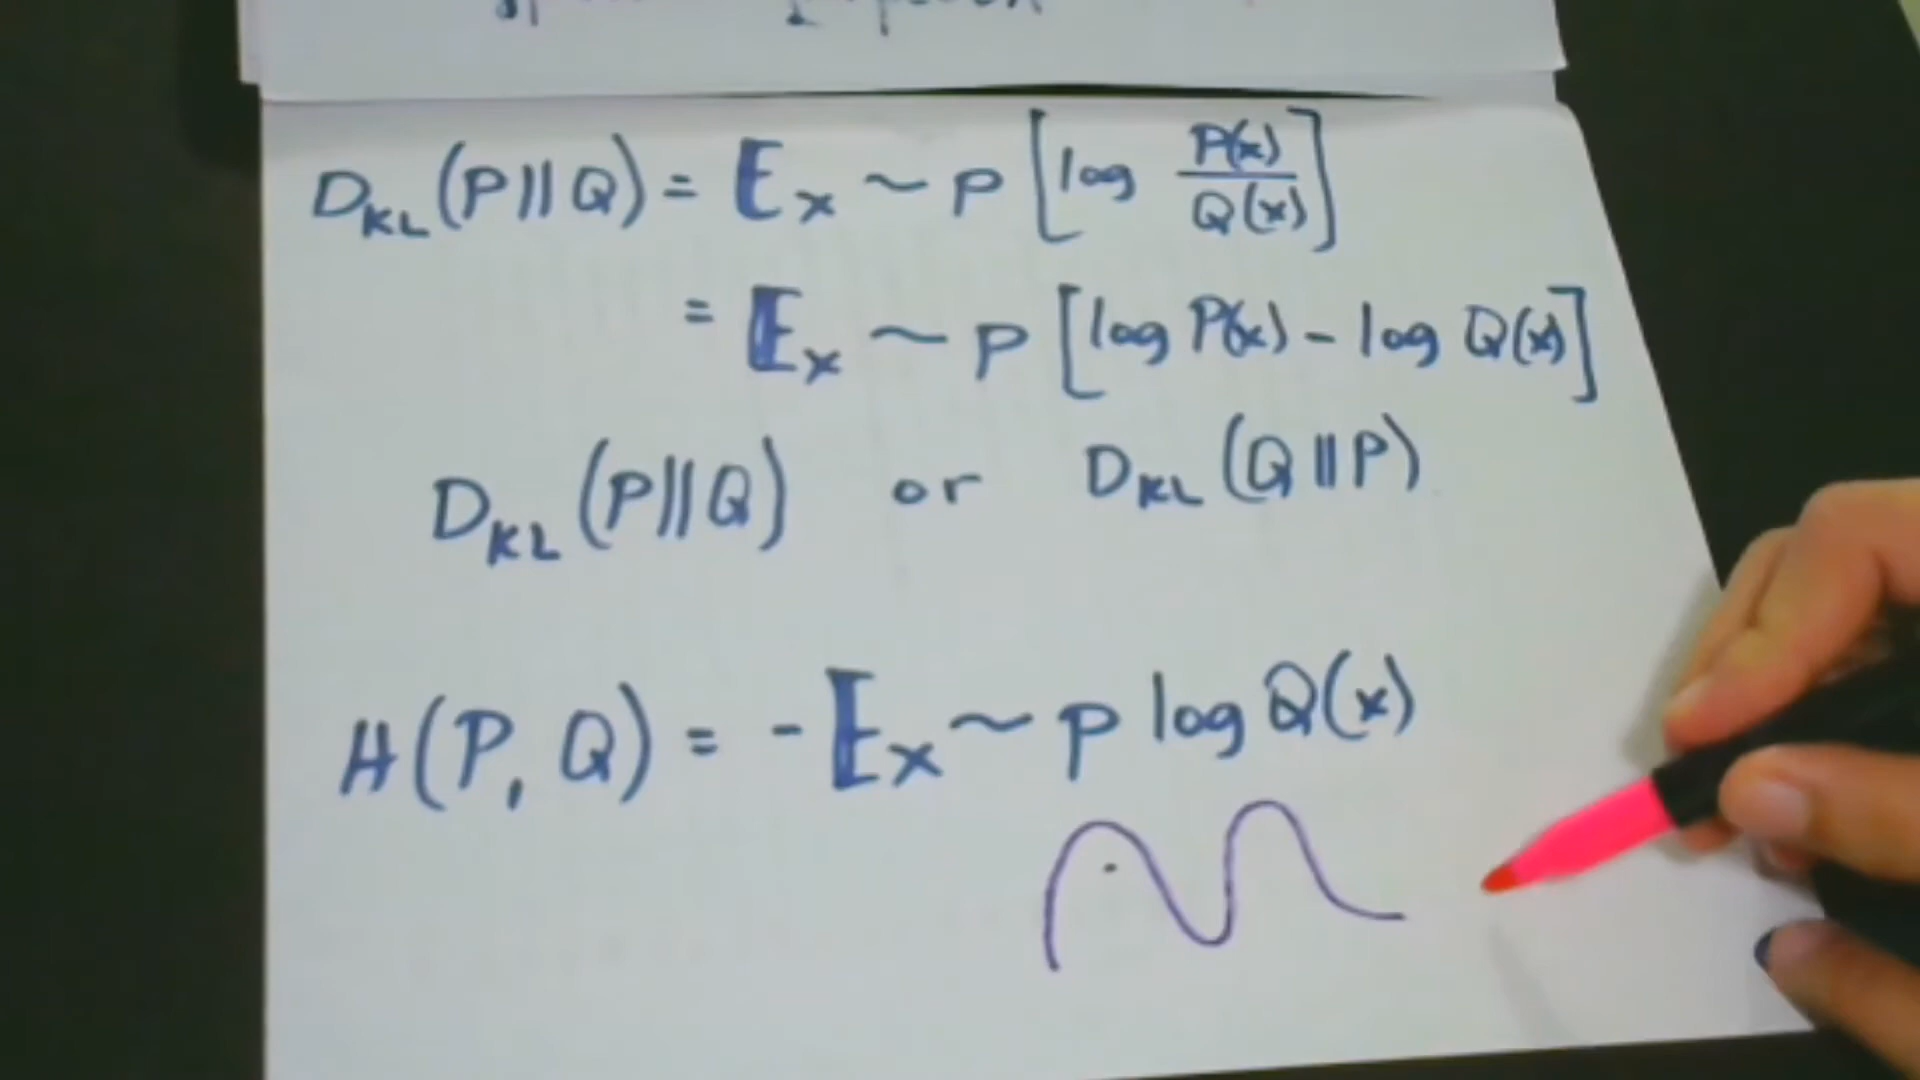 D_KL (P||Q) = E_x ~ P [log P(x)/Q(x)]
= E_x ~ P [log P(x) - log Q(x)]
D_KL (P||Q) or D_KL (Q||P)
H(P, Q) = - E_x ~ P log Q(x)